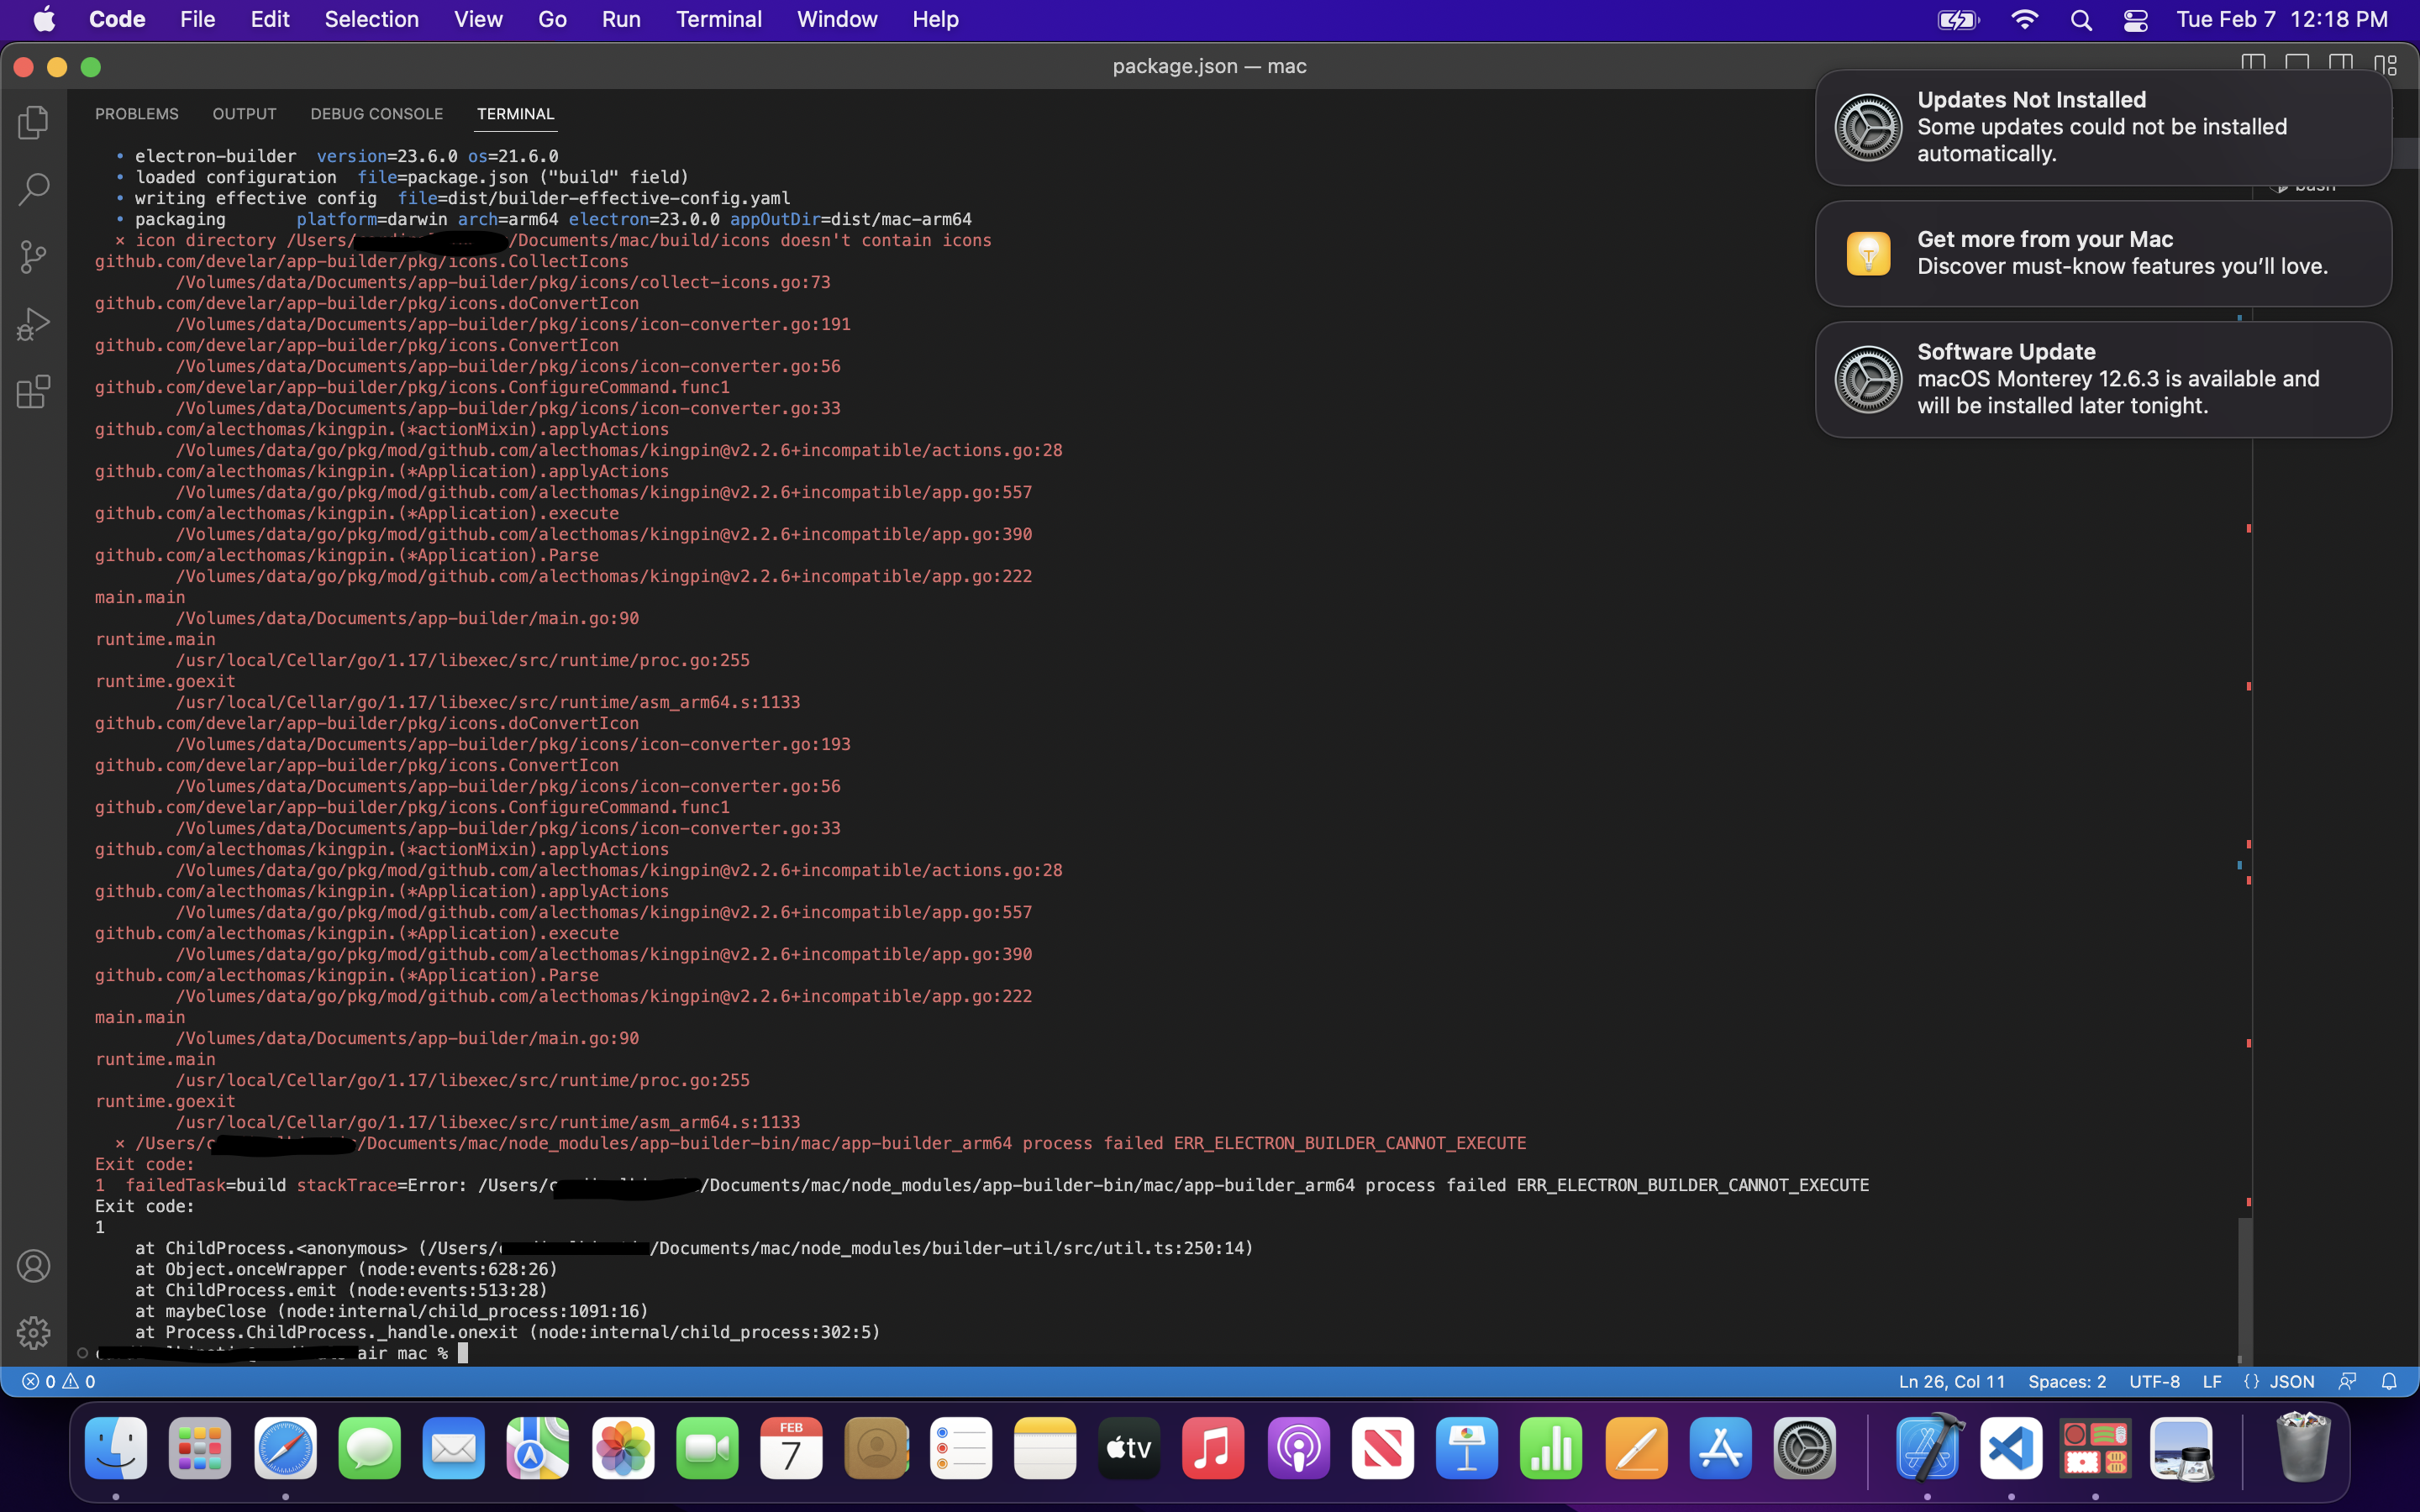 Code File Edit Selection View Go Run Terminal Window Help Tue Feb 7 12:18 PM
package.json — mac
PROBLEMS OUTPUT DEBUG CONSOLE TERMINAL
• electron-builder version=23.6.0 os=21.6.0
• loaded configuration file=package.json ("build" field)
• writing effective config file=dist/builder-effective-config.yaml
• packaging platform=darwin arch=arm64 electron=23.0.0 appOutDir=dist/mac-arm64
× icon directory /Users/ /Documents/mac/build/icons doesn't contain icons
github.com/develar/app-builder/pkg/icons.CollectIcons
/Volumes/data/Documents/app-builder/pkg/icons/collect-icons.go:73
github.com/develar/app-builder/pkg/icons.doConvertIcon
/Volumes/data/Documents/app-builder/pkg/icons/icon-converter.go:191
github.com/develar/app-builder/pkg/icons.ConvertIcon
/Volumes/data/Documents/app-builder/pkg/icons/icon-converter.go:56
github.com/develar/app-builder/pkg/icons.ConfigureCommand.func1
/Volumes/data/Documents/app-builder/pkg/icons/icon-converter.go:33
github.com/alecthomas/kingpin.(*actionMixin).applyActions
/Volumes/data/go/pkg/mod/github.com/alecthomas/kingpin@v2.2.6+incompatible/actions.go:28
github.com/alecthomas/kingpin.(*Application).applyActions
/Volumes/data/go/pkg/mod/github.com/alecthomas/kingpin@v2.2.6+incompatible/app.go:557
github.com/alecthomas/kingpin.(*Application).execute
/Volumes/data/go/pkg/mod/github.com/alecthomas/kingpin@v2.2.6+incompatible/app.go:390
github.com/alecthomas/kingpin.(*Application).Parse
/Volumes/data/go/pkg/mod/github.com/alecthomas/kingpin@v2.2.6+incompatible/app.go:222
main.main
/Volumes/data/Documents/app-builder/main.go:90
runtime.main
/usr/local/Cellar/go/1.17/libexec/src/runtime/proc.go:255
runtime.goexit
/usr/local/Cellar/go/1.17/libexec/src/runtime/asm_arm64.s:1133
github.com/develar/app-builder/pkg/icons.doConvertIcon
/Volumes/data/Documents/app-builder/pkg/icons/icon-converter.go:193
github.com/develar/app-builder/pkg/icons.ConvertIcon
/Volumes/data/Documents/app-builder/pkg/icons/icon-converter.go:56
github.com/develar/app-builder/pkg/icons.ConfigureCommand.func1
/Volumes/data/Documents/app-builder/pkg/icons/icon-converter.go:33
github.com/alecthomas/kingpin.(*actionMixin).applyActions
/Volumes/data/go/pkg/mod/github.com/alecthomas/kingpin@v2.2.6+incompatible/actions.go:28
github.com/alecthomas/kingpin.(*Application).applyActions
/Volumes/data/go/pkg/mod/github.com/alecthomas/kingpin@v2.2.6+incompatible/app.go:557
github.com/alecthomas/kingpin.(*Application).execute
/Volumes/data/go/pkg/mod/github.com/alecthomas/kingpin@v2.2.6+incompatible/app.go:390
github.com/alecthomas/kingpin.(*Application).Parse
/Volumes/data/go/pkg/mod/github.com/alecthomas/kingpin@v2.2.6+incompatible/app.go:222
main.main
/Volumes/data/Documents/app-builder/main.go:90
runtime.main
/usr/local/Cellar/go/1.17/libexec/src/runtime/proc.go:255
runtime.goexit
/usr/local/Cellar/go/1.17/libexec/src/runtime/asm_arm64.s:1133
× /Users/ /Documents/mac/node_modules/app-builder-bin/mac/app-builder_arm64 process failed ERR_ELECTRON_BUILDER_CANNOT_EXECUTE
Exit code:
1 failedTask=build stackTrace=Error: /Users/ /Documents/mac/node_modules/app-builder-bin/mac/app-builder_arm64 process failed ERR_ELECTRON_BUILDER_CANNOT_EXECUTE
Exit code:
1
at ChildProcess.<anonymous> (/Users/ /Documents/mac/node_modules/builder-util/src/util.ts:250:14)
at Object.onceWrapper (node:events:628:26)
at ChildProcess.emit (node:events:513:28)
at maybeClose (node:internal/child_process:1091:16)
at Process.ChildProcess._handle.onexit (node:internal/child_process:302:5)
air mac %
Updates Not Installed
Some updates could not be installed
automatically.
bash
Get more from your Mac
Discover must-know features you'll love.
Software Update
macOS Monterey 12.6.3 is available and
will be installed later tonight.
0 0 Ln 26, Col 11 Spaces: 2 UTF-8 LF {} JSON
FEB
7
tv